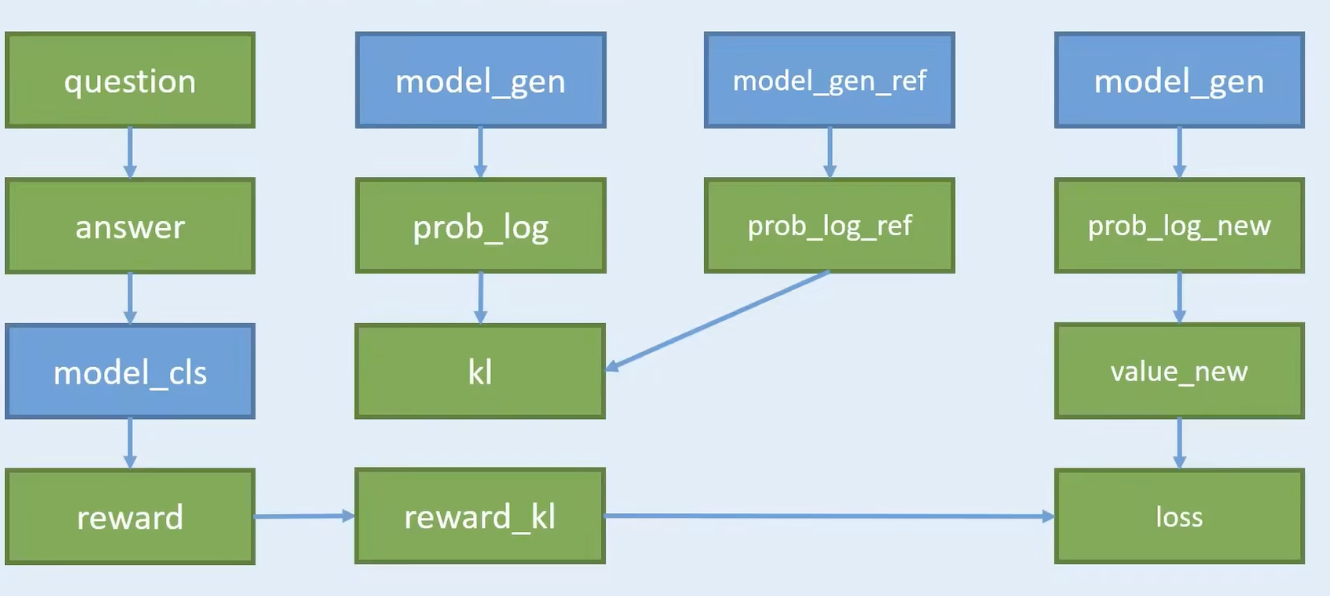 question
model_gen
model_gen_ref
model_gen
answer
prob_log
prob_log_ref
prob_log_new
model_cls
kl
value_new
reward
reward_kl
loss